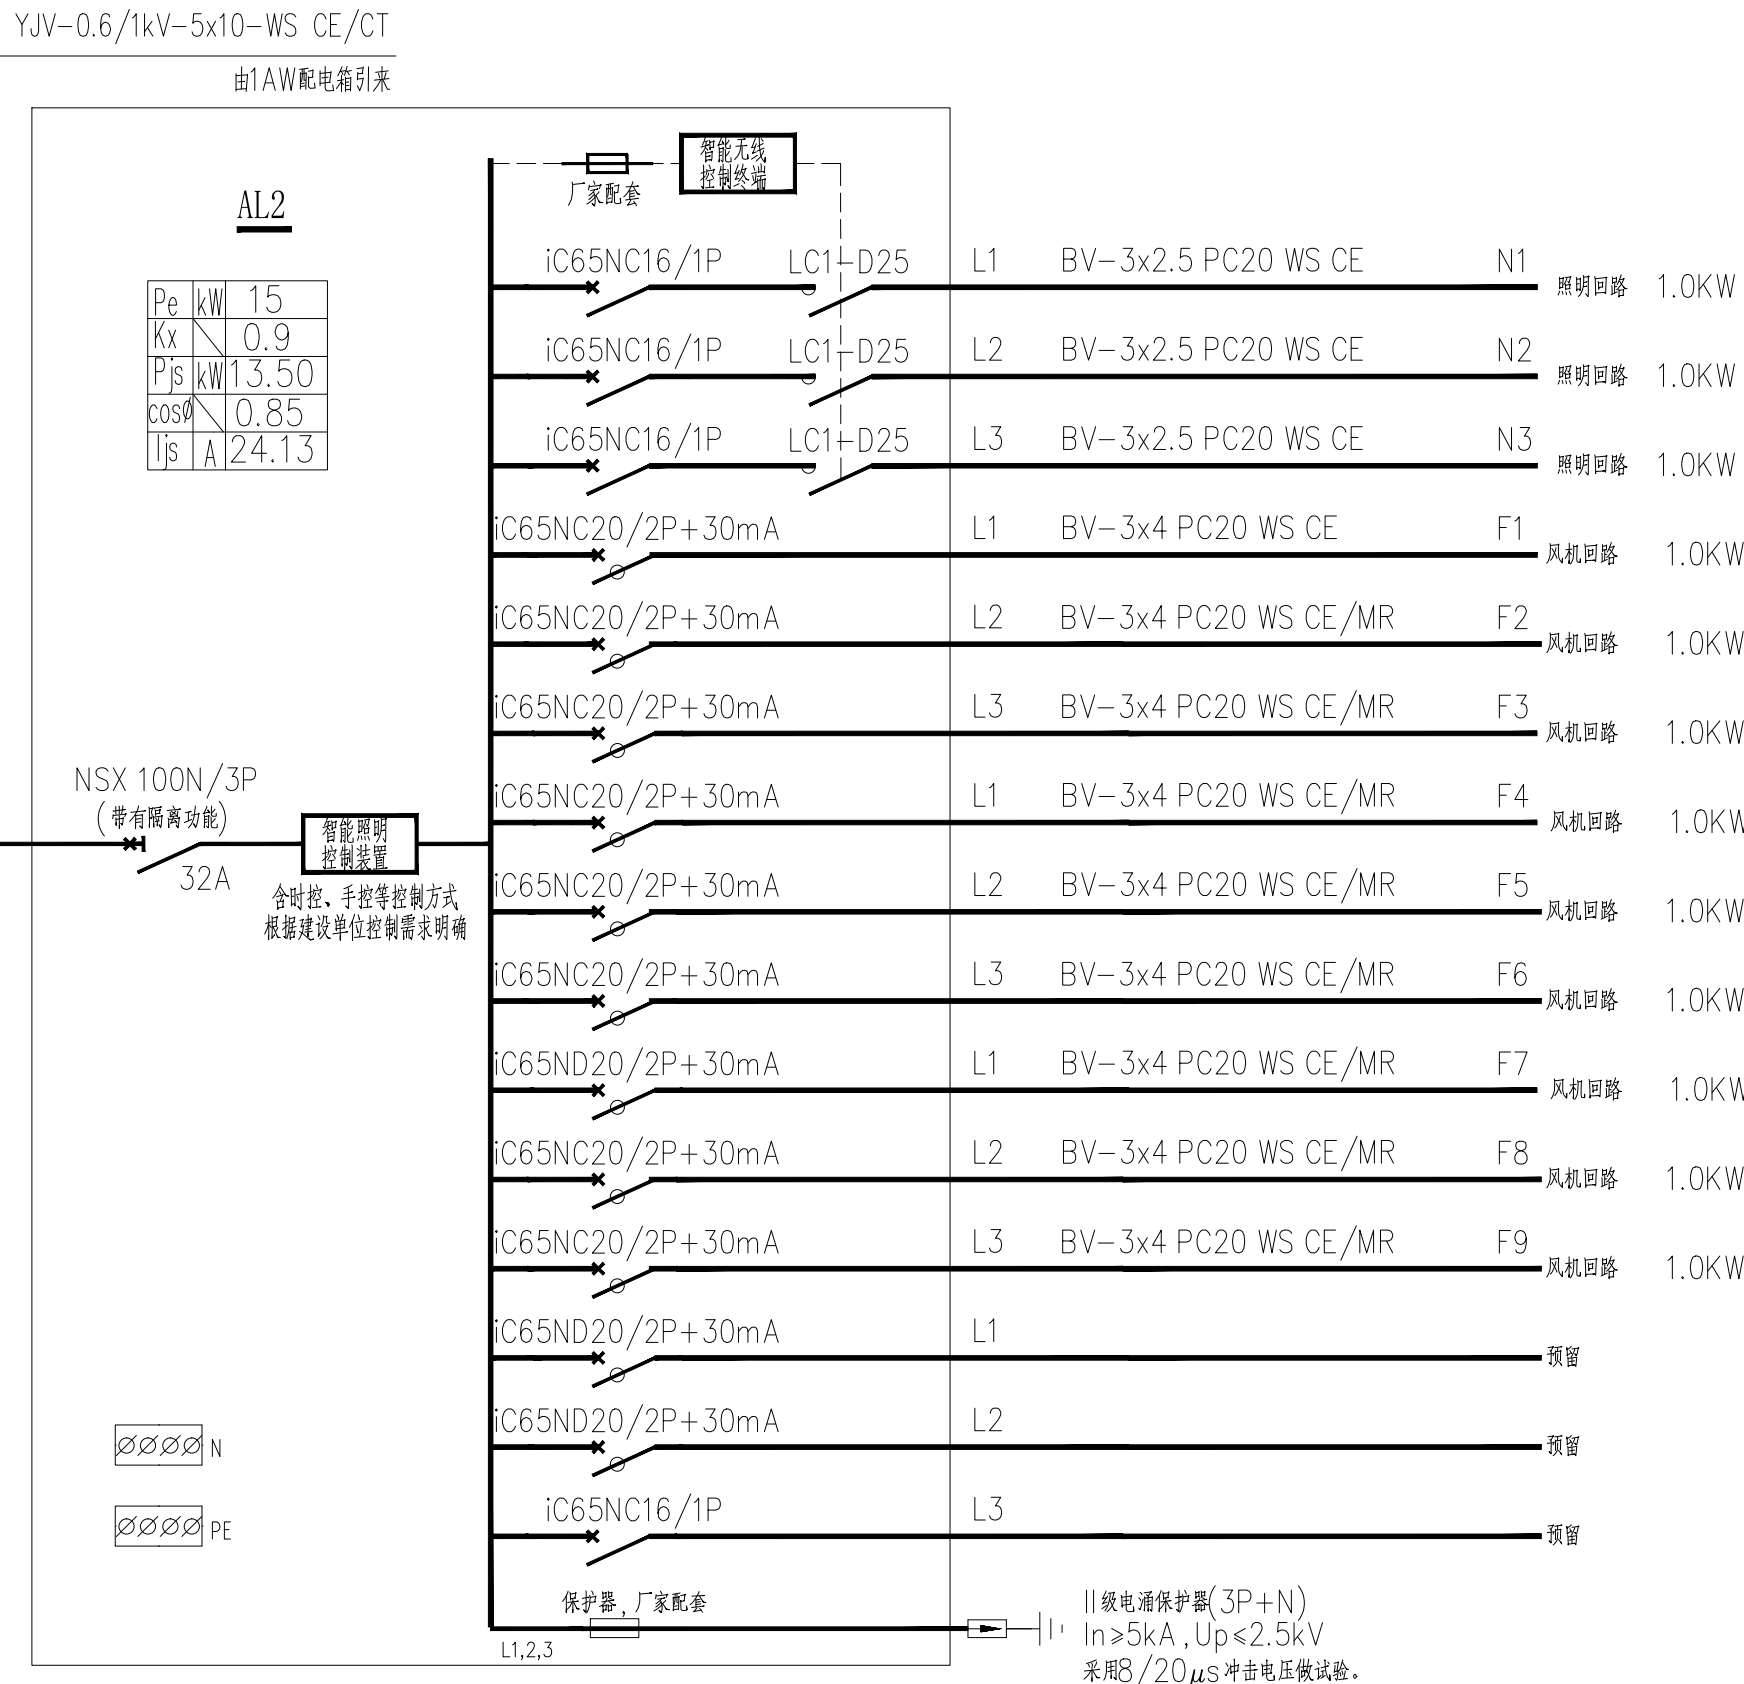 YJV-0.6/1kV-5x10-WS CE/CT
由1AW配电箱引来
智能无线
控制终端
厂家配套
AL2
Pe kW 15
Kx 0.9
Pjs kW 13.50
cosØ 0.85
Ijs A 24.13
iC65NC16/1P LC1-D25 L1 BV-3x2.5 PC20 WS CE N1 照明回路 1.0KW
iC65NC16/1P LC1-D25 L2 BV-3x2.5 PC20 WS CE N2 照明回路 1.0KW
iC65NC16/1P LC1-D25 L3 BV-3x2.5 PC20 WS CE N3 照明回路 1.0KW
iC65NC20/2P+30mA L1 BV-3x4 PC20 WS CE F1 风机回路 1.0KW
iC65NC20/2P+30mA L2 BV-3x4 PC20 WS CE/MR F2 风机回路 1.0KW
iC65NC20/2P+30mA L3 BV-3x4 PC20 WS CE/MR F3 风机回路 1.0KW
iC65NC20/2P+30mA L1 BV-3x4 PC20 WS CE/MR F4 风机回路 1.0KW
iC65NC20/2P+30mA L2 BV-3x4 PC20 WS CE/MR F5 风机回路 1.0KW
iC65NC20/2P+30mA L3 BV-3x4 PC20 WS CE/MR F6 风机回路 1.0KW
iC65ND20/2P+30mA L1 BV-3x4 PC20 WS CE/MR F7 风机回路 1.0KW
iC65NC20/2P+30mA L2 BV-3x4 PC20 WS CE/MR F8 风机回路 1.0KW
iC65NC20/2P+30mA L3 BV-3x4 PC20 WS CE/MR F9 风机回路 1.0KW
iC65ND20/2P+30mA L1 预留
iC65ND20/2P+30mA L2 预留
iC65NC16/1P L3 预留
NSX 100N/3P
(带有隔离功能)
32A
智能照明
控制装置
含时控、手控等控制方式
根据建设单位控制需求明确
N
PE
保护器,厂家配套
L1,2,3
II级电涌保护器(3P+N)
In≥5kA,Up≤2.5kV
采用8/20μs冲击电压做试验。